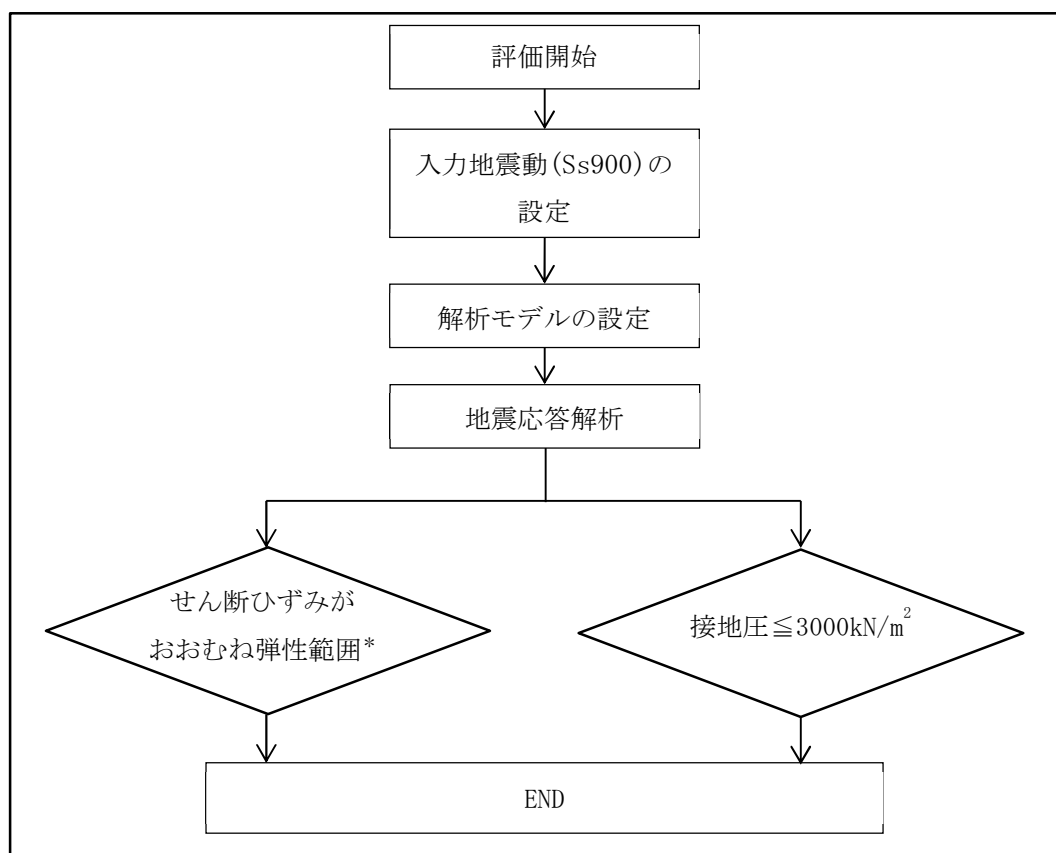 評価開始
入力地震動(Ss900)の
設定
解析モデルの設定
地震応答解析
せん断ひずみが
おおむね弾性範囲*
接地圧≦3000kN/m²
END